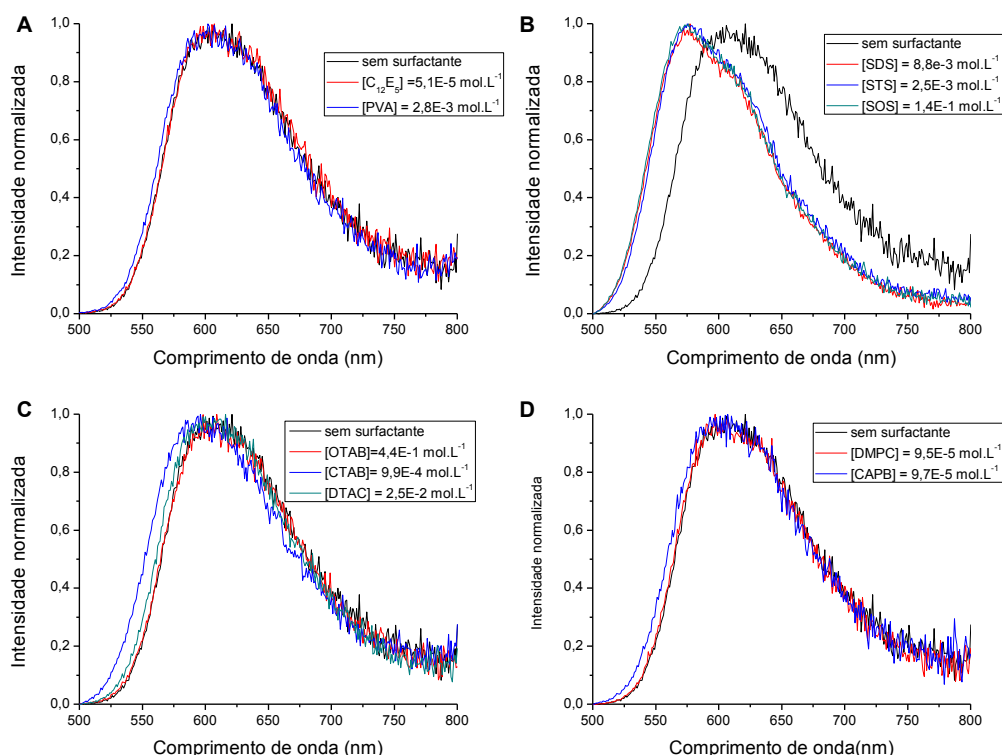 A
Intensidade normalizada
1,0
0,8
0,6
0,4
0,2
0,0
sem surfactante
[C₁₂E₅] =5,1E-5 mol.L⁻¹
[PVA] = 2,8E-3 mol.L⁻¹
500 550 600 650 700 750 800
Comprimento de onda (nm)
B
Intensidade normalizada
1,0
0,8
0,6
0,4
0,2
0,0
sem surfactante
[SDS] = 8,8e-3 mol.L⁻¹
[STS] = 2,5E-3 mol.L⁻¹
[SOS] = 1,4E-1 mol.L⁻¹
500 550 600 650 700 750 800
Comprimento de onda (nm)
C
Intensidade normalizada
1,0
0,8
0,6
0,4
0,2
0,0
sem surfactante
[OTAB]=4,4E-1 mol.L⁻¹
[CTAB] = 9,9E-4 mol.L⁻¹
[DTAC] = 2,5E-2 mol.L⁻¹
500 550 600 650 700 750 800
Comprimento de onda (nm)
D
Intensidade normalizada
1,0
0,8
0,6
0,4
0,2
0,0
sem surfactante
[DMPC] = 9,5E-5 mol.L⁻¹
[CAPB] = 9,7E-5 mol.L⁻¹
500 550 600 650 700 750 800
Comprimento de onda(nm)